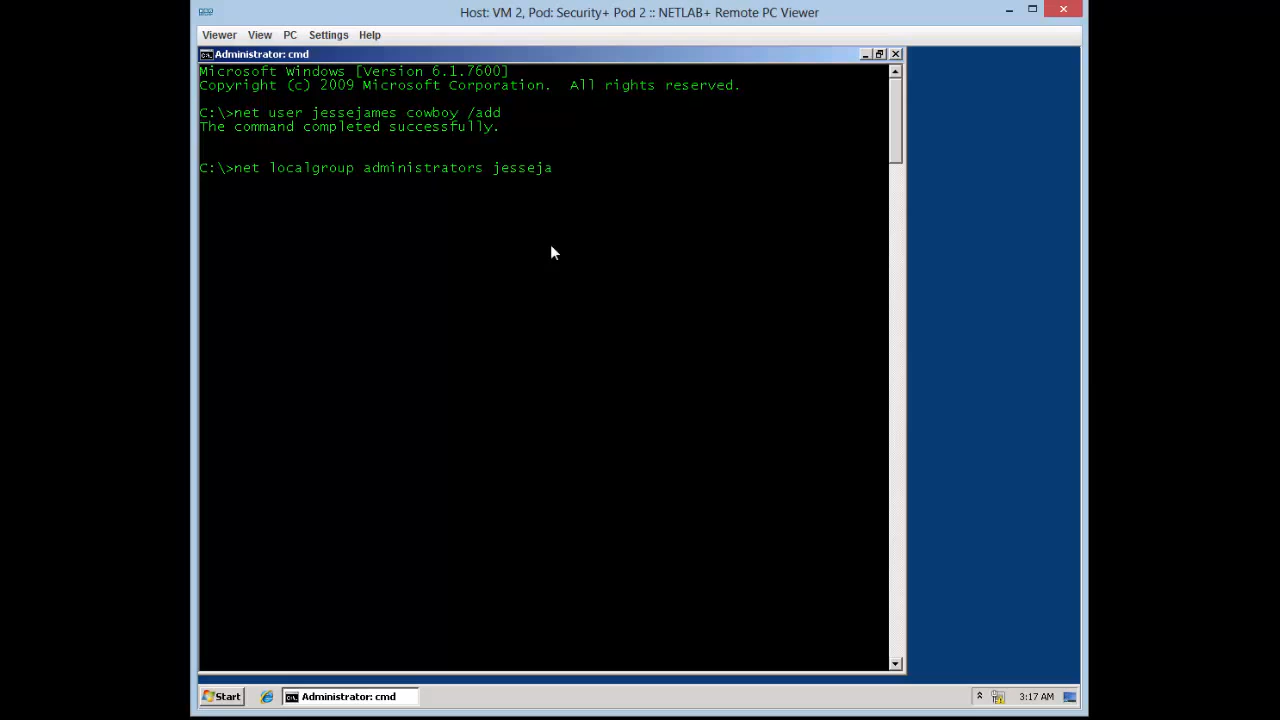 Host: VM 2, Pod: Security+ Pod 2 :: NETLAB+ Remote PC Viewer
Viewer View PC Settings Help
Administrator: cmd
Microsoft Windows [Version 6.1.7600]
Copyright (c) 2009 Microsoft Corporation.  All rights reserved.
C:\>net user jessejames cowboy /add
The command completed successfully.
C:\>net localgroup administrators jesseja
Start Administrator: cmd 3:17 AM